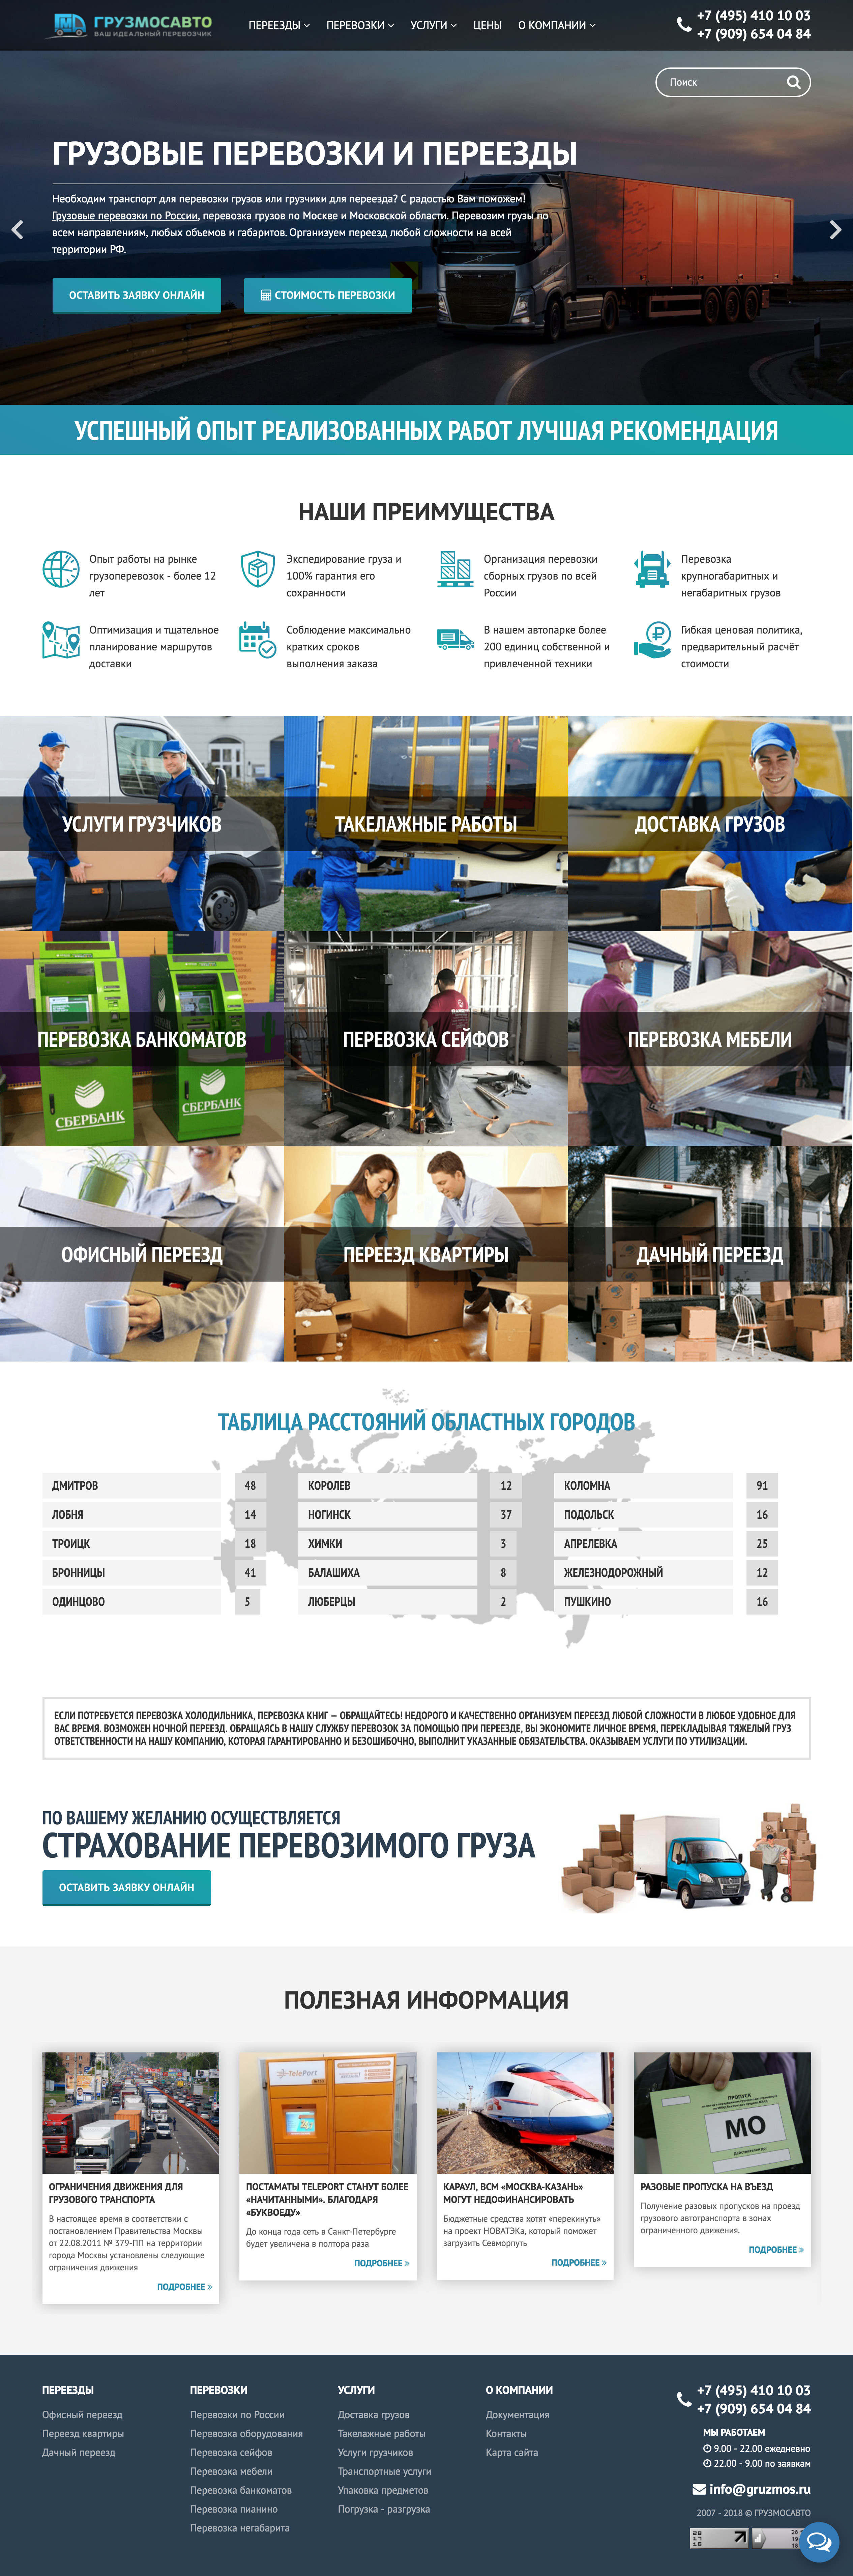 ГРУЗМОСАВТО
ВАШ ИДЕАЛЬНЫЙ ПЕРЕВОЗЧИК
ПЕРЕЕЗДЫ ПЕРЕВОЗКИ УСЛУГИ ЦЕНЫ О КОМПАНИИ
+7 (495) 410 10 03
+7 (909) 654 04 84
Поиск
ГРУЗОВЫЕ ПЕРЕВОЗКИ И ПЕРЕЕЗДЫ
Необходим транспорт для перевозки грузов или грузчики для переезда? С радостью Вам поможем!
Грузовые перевозки по России, перевозка грузов по Москве и Московской области. Перевозим грузы по
всем направлениям, любых объемов и габаритов. Организуем переезд любой сложности на всей
территории РФ.
ОСТАВИТЬ ЗАЯВКУ ОНЛАЙН
СТОИМОСТЬ ПЕРЕВОЗКИ
УСПЕШНЫЙ ОПЫТ РЕАЛИЗОВАННЫХ РАБОТ ЛУЧШАЯ РЕКОМЕНДАЦИЯ
НАШИ ПРЕИМУЩЕСТВА
Опыт работы на рынке
грузоперевозок - более 12
лет
Экспедирование груза и
100% гарантия его
сохранности
Организация перевозки
сборных грузов по всей
России
Перевозка
крупногабаритных и
негабаритных грузов
Оптимизация и тщательное
планирование маршрутов
доставки
Соблюдение максимально
кратких сроков
выполнения заказа
В нашем автопарке более
200 единиц собственной и
привлеченной техники
Гибкая ценовая политика,
предварительный расчёт
стоимости
УСЛУГИ ГРУЗЧИКОВ
ТАКЕЛАЖНЫЕ РАБОТЫ
ДОСТАВКА ГРУЗОВ
ПЕРЕВОЗКА БАНКОМАТОВ
СБЕРБАНК
СБЕРБАНК
ПЕРЕВОЗКА СЕЙФОВ
ПЕРЕВОЗКА МЕБЕЛИ
ОФИСНЫЙ ПЕРЕЕЗД
ПЕРЕЕЗД КВАРТИРЫ
ДАЧНЫЙ ПЕРЕЕЗД
ТАБЛИЦА РАССТОЯНИЙ ОБЛАСТНЫХ ГОРОДОВ
ДМИТРОВ 48 КОРОЛЕВ 12 КОЛОМНА 91
ЛОБНЯ 14 НОГИНСК 37 ПОДОЛЬСК 16
ТРОИЦК 18 ХИМКИ 3 АПРЕЛЕВКА 25
БРОННИЦЫ 41 БАЛАШИХА 8 ЖЕЛЕЗНОДОРОЖНЫЙ 12
ОДИНЦОВО 5 ЛЮБЕРЦЫ 2 ПУШКИНО 16
ЕСЛИ ПОТРЕБУЕТСЯ ПЕРЕВОЗКА ХОЛОДИЛЬНИКА, ПЕРЕВОЗКА КНИГ — ОБРАЩАЙТЕСЬ! НЕДОРОГО И КАЧЕСТВЕННО ОРГАНИЗУЕМ ПЕРЕЕЗД ЛЮБОЙ СЛОЖНОСТИ В ЛЮБОЕ УДОБНОЕ ДЛЯ
ВАС ВРЕМЯ. ВОЗМОЖЕН НОЧНОЙ ПЕРЕЕЗД. ОБРАЩАЯСЬ В НАШУ СЛУЖБУ ПЕРЕВОЗОК ЗА ПОМОЩЬЮ ПРИ ПЕРЕЕЗДЕ, ВЫ ЭКОНОМИТЕ ЛИЧНОЕ ВРЕМЯ, ПЕРЕКЛАДЫВАЯ ТЯЖЕЛЫЙ ГРУЗ
ОТВЕТСТВЕННОСТИ НА НАШУ КОМПАНИЮ, КОТОРАЯ ГАРАНТИРОВАННО И БЕЗОШИБОЧНО, ВЫПОЛНИТ УКАЗАННЫЕ ОБЯЗАТЕЛЬСТВА. ОКАЗЫВАЕМ УСЛУГИ ПО УТИЛИЗАЦИИ.
ПО ВАШЕМУ ЖЕЛАНИЮ ОСУЩЕСТВЛЯЕТСЯ
СТРАХОВАНИЕ ПЕРЕВОЗИМОГО ГРУЗА
ОСТАВИТЬ ЗАЯВКУ ОНЛАЙН
ПОЛЕЗНАЯ ИНФОРМАЦИЯ
ОГРАНИЧЕНИЯ ДВИЖЕНИЯ ДЛЯ
ГРУЗОВОГО ТРАНСПОРТА
В настоящее время в соответствии с
постановлением Правительства Москвы
от 22.08.2011 № 379-ПП на территории
города Москвы установлены следующие
ограничения движения
ПОДРОБНЕЕ »
TelePort
ПОСТАМАТЫ TELEPORT СТАНУТ БОЛЕЕ
«НАЧИТАННЫМИ». БЛАГОДАРЯ
«БУКВОЕДУ»
До конца года сеть в Санкт-Петербурге
будет увеличена в полтора раза
ПОДРОБНЕЕ »
КАРАУЛ, ВСМ «МОСКВА-КАЗАНЬ»
МОГУТ НЕДОФИНАНСИРОВАТЬ
Бюджетные средства хотят «перекинуть»
на проект НОВАТЭКа, который поможет
загрузить Севморпуть
ПОДРОБНЕЕ »
ПРОПУСК
МО
РАЗОВЫЕ ПРОПУСКА НА ВЪЕЗД
Получение разовых пропусков на проезд
грузового автотранспорта в зонах
ограниченного движения.
ПОДРОБНЕЕ »
ПЕРЕЕЗДЫ
Офисный переезд
Переезд квартиры
Дачный переезд
ПЕРЕВОЗКИ
Перевозки по России
Перевозка оборудования
Перевозка сейфов
Перевозка мебели
Перевозка банкоматов
Перевозка пианино
Перевозка негабарита
УСЛУГИ
Доставка грузов
Такелажные работы
Услуги грузчиков
Транспортные услуги
Упаковка предметов
Погрузка - разгрузка
О КОМПАНИИ
Документация
Контакты
Карта сайта
+7 (495) 410 10 03
+7 (909) 654 04 84
МЫ РАБОТАЕМ
9.00 - 22.00 ежедневно
22.00 - 9.00 по заявкам
info@gruzmos.ru
2007 - 2018 © ГРУЗМОСАВТО